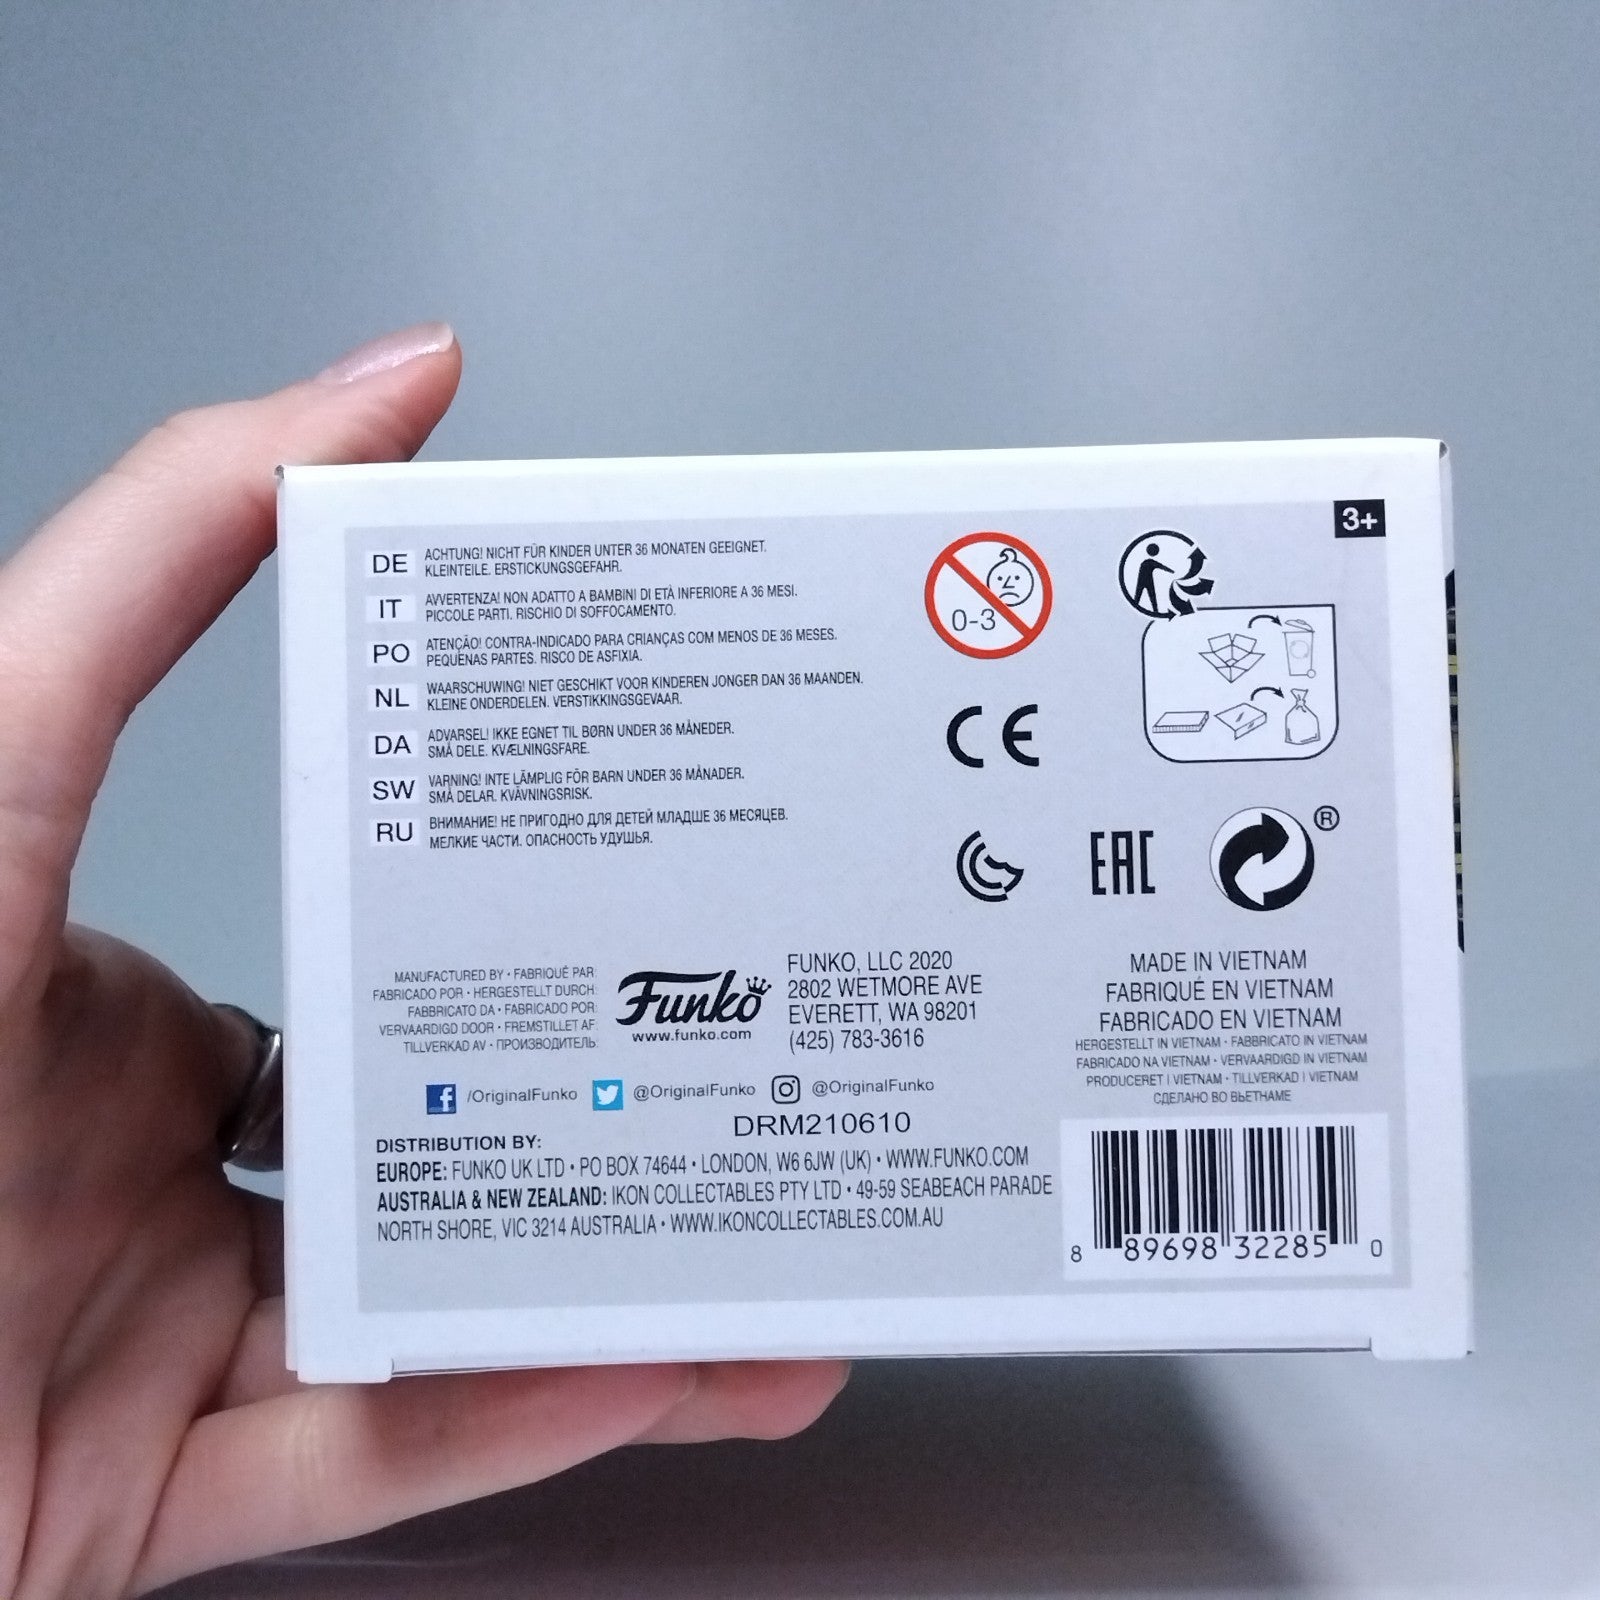 3+
DE
ACHTUNG! NICHT FÜR KINDER UNTER 36 MONATEN GEEIGNET.
KLEINTEILE. ERSTICKUNGSGEFAHR.
IT
AVVERTENZA! NON ADATTO A BAMBINI DI ETÀ INFERIORE A 36 MESI.
PICCOLE PARTI. RISCHIO DI SOFFOCAMENTO.
PO
ATENÇÃO! CONTRA-INDICADO PARA CRIANÇAS COM MENOS DE 36 MESES.
PEQUENAS PARTES. RISCO DE ASFIXIA.
NL
WAARSCHUWING! NIET GESCHIKT VOOR KINDEREN JONGER DAN 36 MAANDEN.
KLEINE ONDERDELEN. VERSTIKKINGSGEVAAR.
DA
ADVARSEL! IKKE EGNET TIL BØRN UNDER 36 MÅNEDER.
SMÅ DELE. KVÆLNINGSFARE.
SW
VARNING! INTE LÄMPLIG FÖR BARN UNDER 36 MÅNADER.
SMÅ DELAR. KVÄVNINGSRISK.
RU
ВНИМАНИЕ! НЕ ПРИГОДНО ДЛЯ ДЕТЕЙ МЛАДШЕ 36 МЕСЯЦЕВ.
МЕЛКИЕ ЧАСТИ. ОПАСНОСТЬ УДУШЬЯ.
0-3
CE
EAC
®
MANUFACTURED BY • FABRIQUÉ PAR:
FABRICADO POR • HERGESTELLT DURCH:
FABBRICATO DA • FABRICADO POR:
VERVAARDIGD DOOR • FREMSTILLET AF:
TILLVERKAD AV • ПРОИЗВОДИТЕЛЬ:
Funko
www.funko.com
FUNKO, LLC 2020
2802 WETMORE AVE
EVERETT, WA 98201
(425) 783-3616
MADE IN VIETNAM
FABRIQUÉ EN VIETNAM
FABRICADO EN VIETNAM
HERGESTELLT IN VIETNAM • FABBRICATO IN VIETNAM
FABRICADO NA VIETNAM • VERVAARDIGD IN VIETNAM
PRODUCERET I VIETNAM • TILLVERKAD I VIETNAM
СДЕЛАНО ВО ВЬЕТНАМЕ
/OriginalFunko @OriginalFunko @OriginalFunko
DRM210610
DISTRIBUTION BY:
EUROPE: FUNKO UK LTD • PO BOX 74644 • LONDON, W6 6JW (UK) • WWW.FUNKO.COM
AUSTRALIA & NEW ZEALAND: IKON COLLECTABLES PTY LTD • 49-59 SEABEACH PARADE
NORTH SHORE, VIC 3214 AUSTRALIA • WWW.IKONCOLLECTABLES.COM.AU
8 89698 32285 0